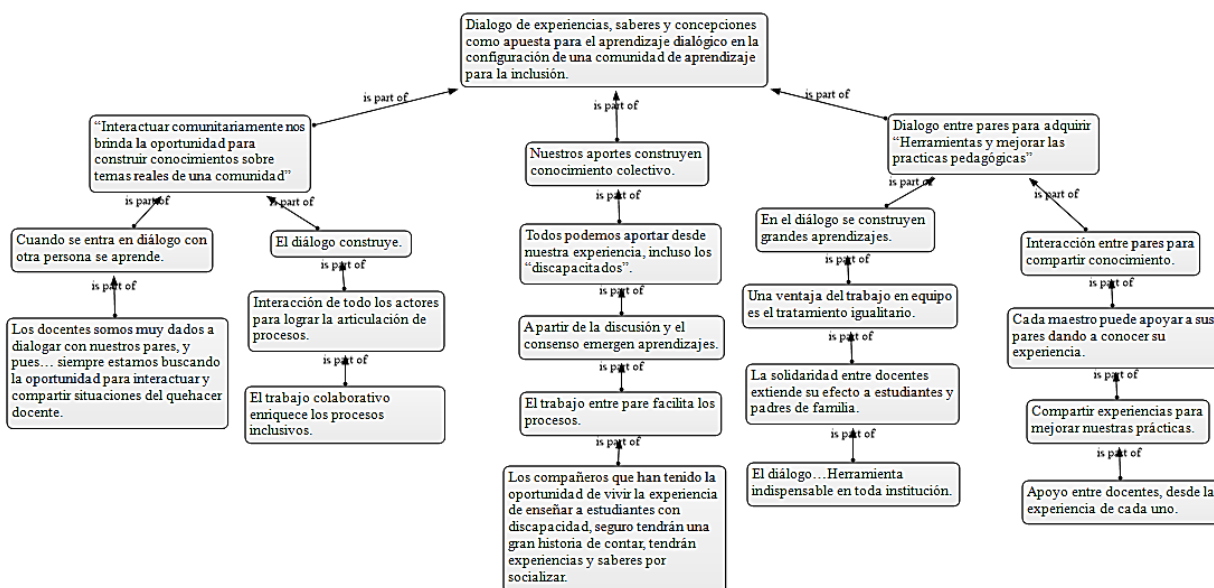 Dialogo de experiencias, saberes y concepciones
como apuesta para el aprendizaje dialógico en la
configuración de una comunidad de aprendizaje
para la inclusión.
is part of
is part of
is part of
“Interactuar comunitariamente nos
brinda la oportunidad para
construir conocimientos sobre
temas reales de una comunidad”
Nuestros aportes construyen
conocimiento colectivo.
Dialogo entre pares para adquirir
“Herramientas y mejorar las
practicas pedagógicas”
is part of
is part of
is part of
is part of
is part of
Cuando se entra en diálogo con
otra persona se aprende.
El diálogo construye.
Todos podemos aportar desde
nuestra experiencia, incluso los
“discapacitados”.
En el diálogo se construyen
grandes aprendizajes.
Interacción entre pares para
compartir conocimiento.
is part of
is part of
is part of
is part of
is part of
Los docentes somos muy dados a
dialogar con nuestros pares, y
pues… siempre estamos buscando
la oportunidad para interactuar y
compartir situaciones del quehacer
docente.
Interacción de todo los actores
para lograr la articulación de
procesos.
A partir de la discusión y el
consenso emergen aprendizajes.
Una ventaja del trabajo en equipo
es el tratamiento igualitario.
Cada maestro puede apoyar a sus
pares dando a conocer su
experiencia.
is part of
is part of
is part of
is part of
El trabajo colaborativo
enriquece los procesos
inclusivos.
El trabajo entre pare facilita los
procesos.
La solidaridad entre docentes
extiende su efecto a estudiantes y
padres de familia.
Compartir experiencias para
mejorar nuestras prácticas.
is part of
is part of
is part of
Los compañeros que han tenido la
oportunidad de vivir la experiencia
de enseñar a estudiantes con
discapacidad, seguro tendrán una
gran historia de contar, tendrán
experiencias y saberes por
socializar.
El diálogo…Herramienta
indispensable en toda institución.
Apoyo entre docentes, desde la
experiencia de cada uno.